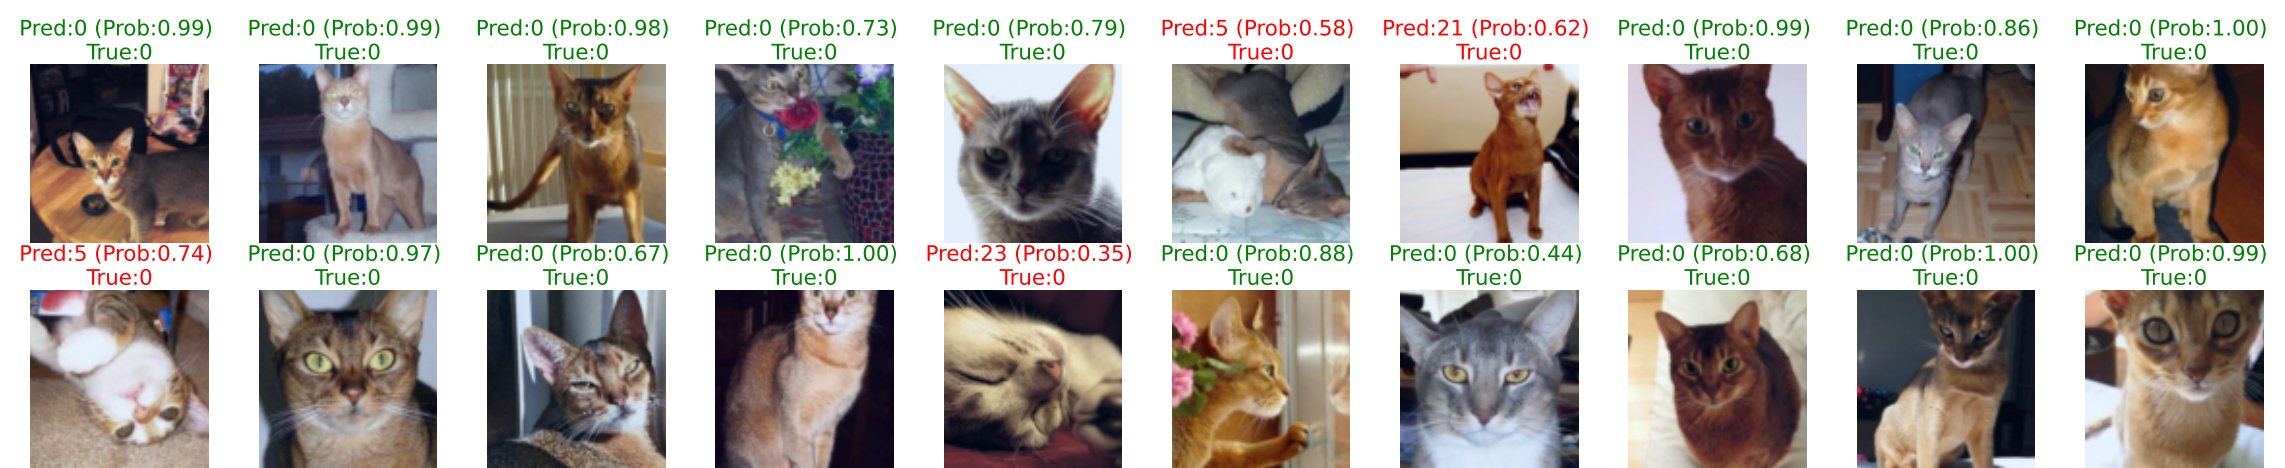 Pred:0 (Prob:0.99) Pred:0 (Prob:0.99) Pred:0 (Prob:0.98) Pred:0 (Prob:0.73) Pred:0 (Prob:0.79) Pred:5 (Prob:0.58) Pred:21 (Prob:0.62) Pred:0 (Prob:0.99) Pred:0 (Prob:0.86) Pred:0 (Prob:1.00)
True:0 True:0 True:0 True:0 True:0 True:0 True:0 True:0 True:0 True:0
Pred:5 (Prob:0.74) Pred:0 (Prob:0.97) Pred:0 (Prob:0.67) Pred:0 (Prob:1.00) Pred:23 (Prob:0.35) Pred:0 (Prob:0.88) Pred:0 (Prob:0.44) Pred:0 (Prob:0.68) Pred:0 (Prob:1.00) Pred:0 (Prob:0.99)
True:0 True:0 True:0 True:0 True:0 True:0 True:0 True:0 True:0 True:0